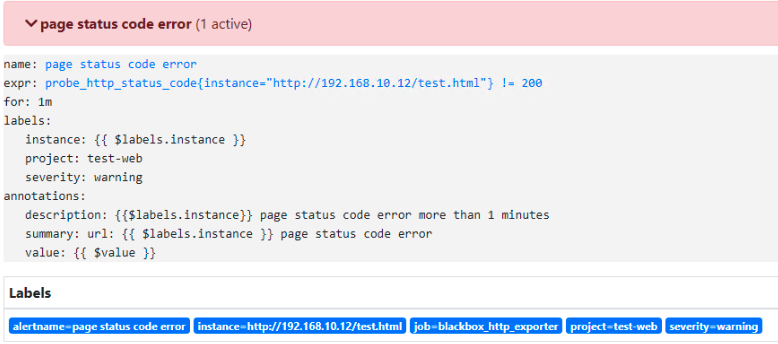 page status code error (1 active)
name: page status code error
expr: probe_http_status_code{instance="http://192.168.10.12/test.html"} != 200
for: 1m
labels:
instance: {{ $labels.instance }}
project: test-web
severity: warning
annotations:
description: {{$labels.instance}} page status code error more than 1 minutes
summary: url: {{ $labels.instance }} page status code error
value: {{ $value }}
Labels
alertname=page status code error instance=http://192.168.10.12/test.html job=blackbox_http_exporter project=test-web severity=warning